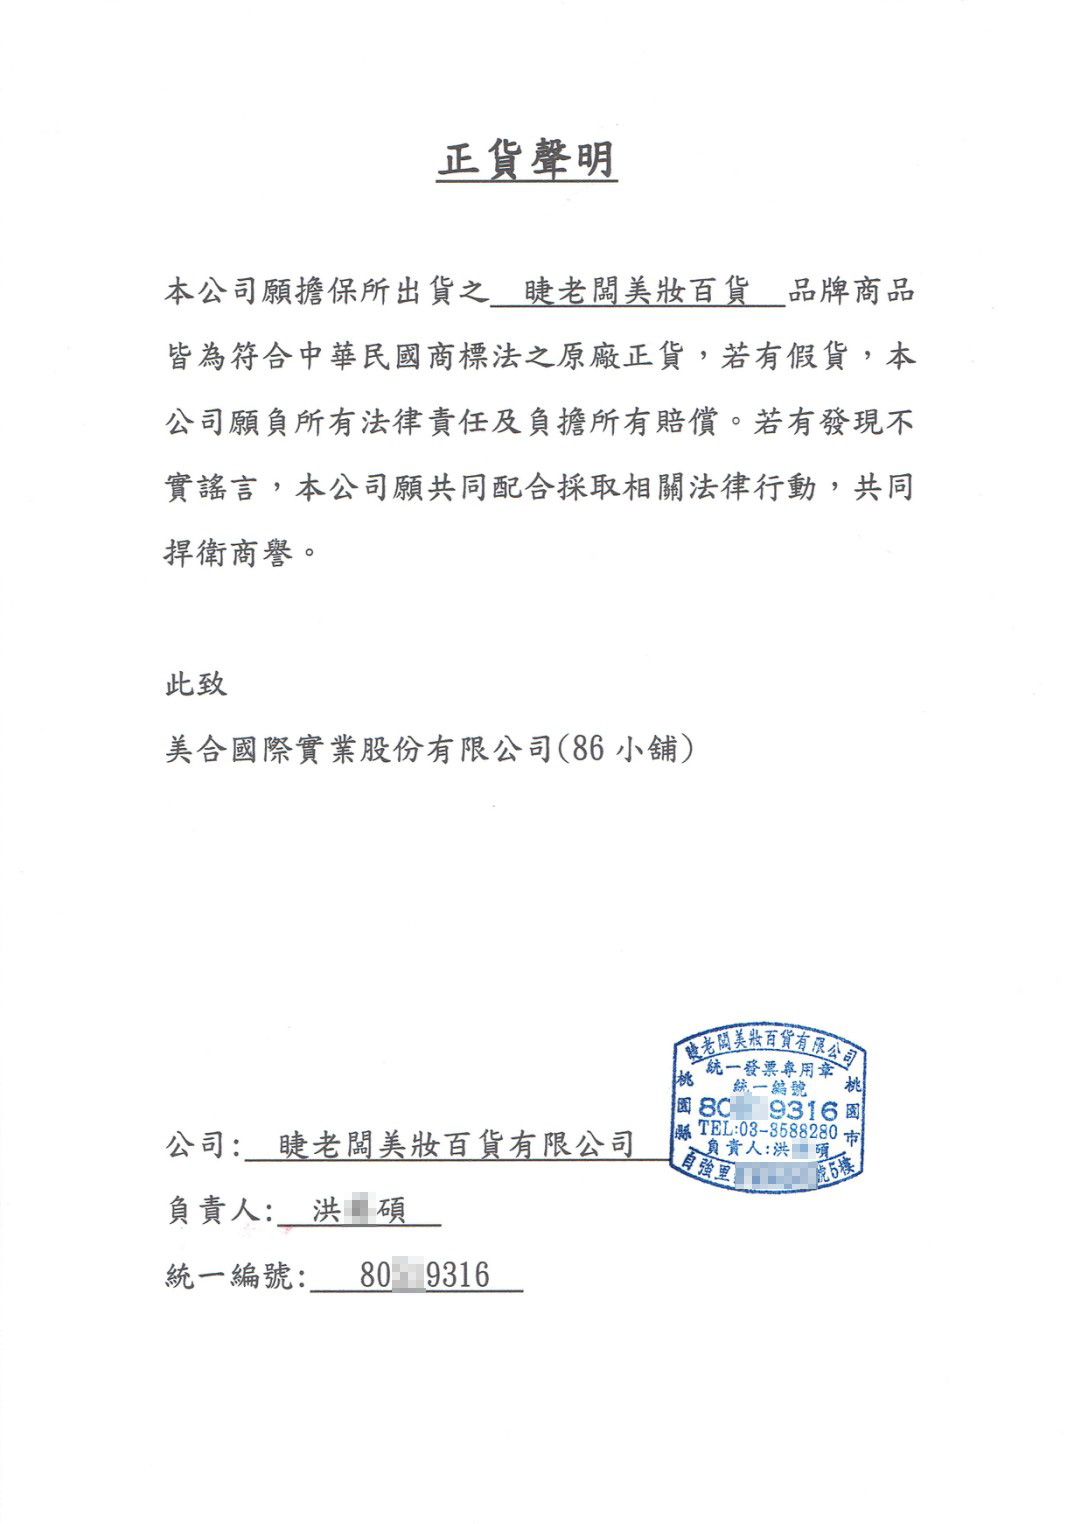 正貨聲明
本公司願擔保所出貨之 睫老闆美妝百貨 品牌商品
皆為符合中華民國商標法之原廠正貨，若有假貨，本
公司願負所有法律責任及負擔所有賠償。若有發現不
實謠言，本公司願共同配合採取相關法律行動，共同
捍衛商譽。
此致
美合國際實業股份有限公司(86 小舖)
睫老闆美妝百貨有限公司
統一發票專用章
統一編號
80 9316
TEL:03-3588280
負責人:洪 碩
桃園縣
桃園市
自強里 號5樓
公司: 睫老闆美妝百貨有限公司
負責人: 洪 碩
統一編號: 80 9316